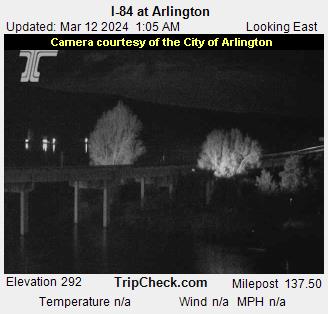 I-84 at Arlington
Updated: Mar 12 2024 1:05 AM Looking East
Camera courtesy of the City of Arlington
Elevation 292 TripCheck.com Milepost 137.50
Temperature n/a Wind n/a MPH n/a